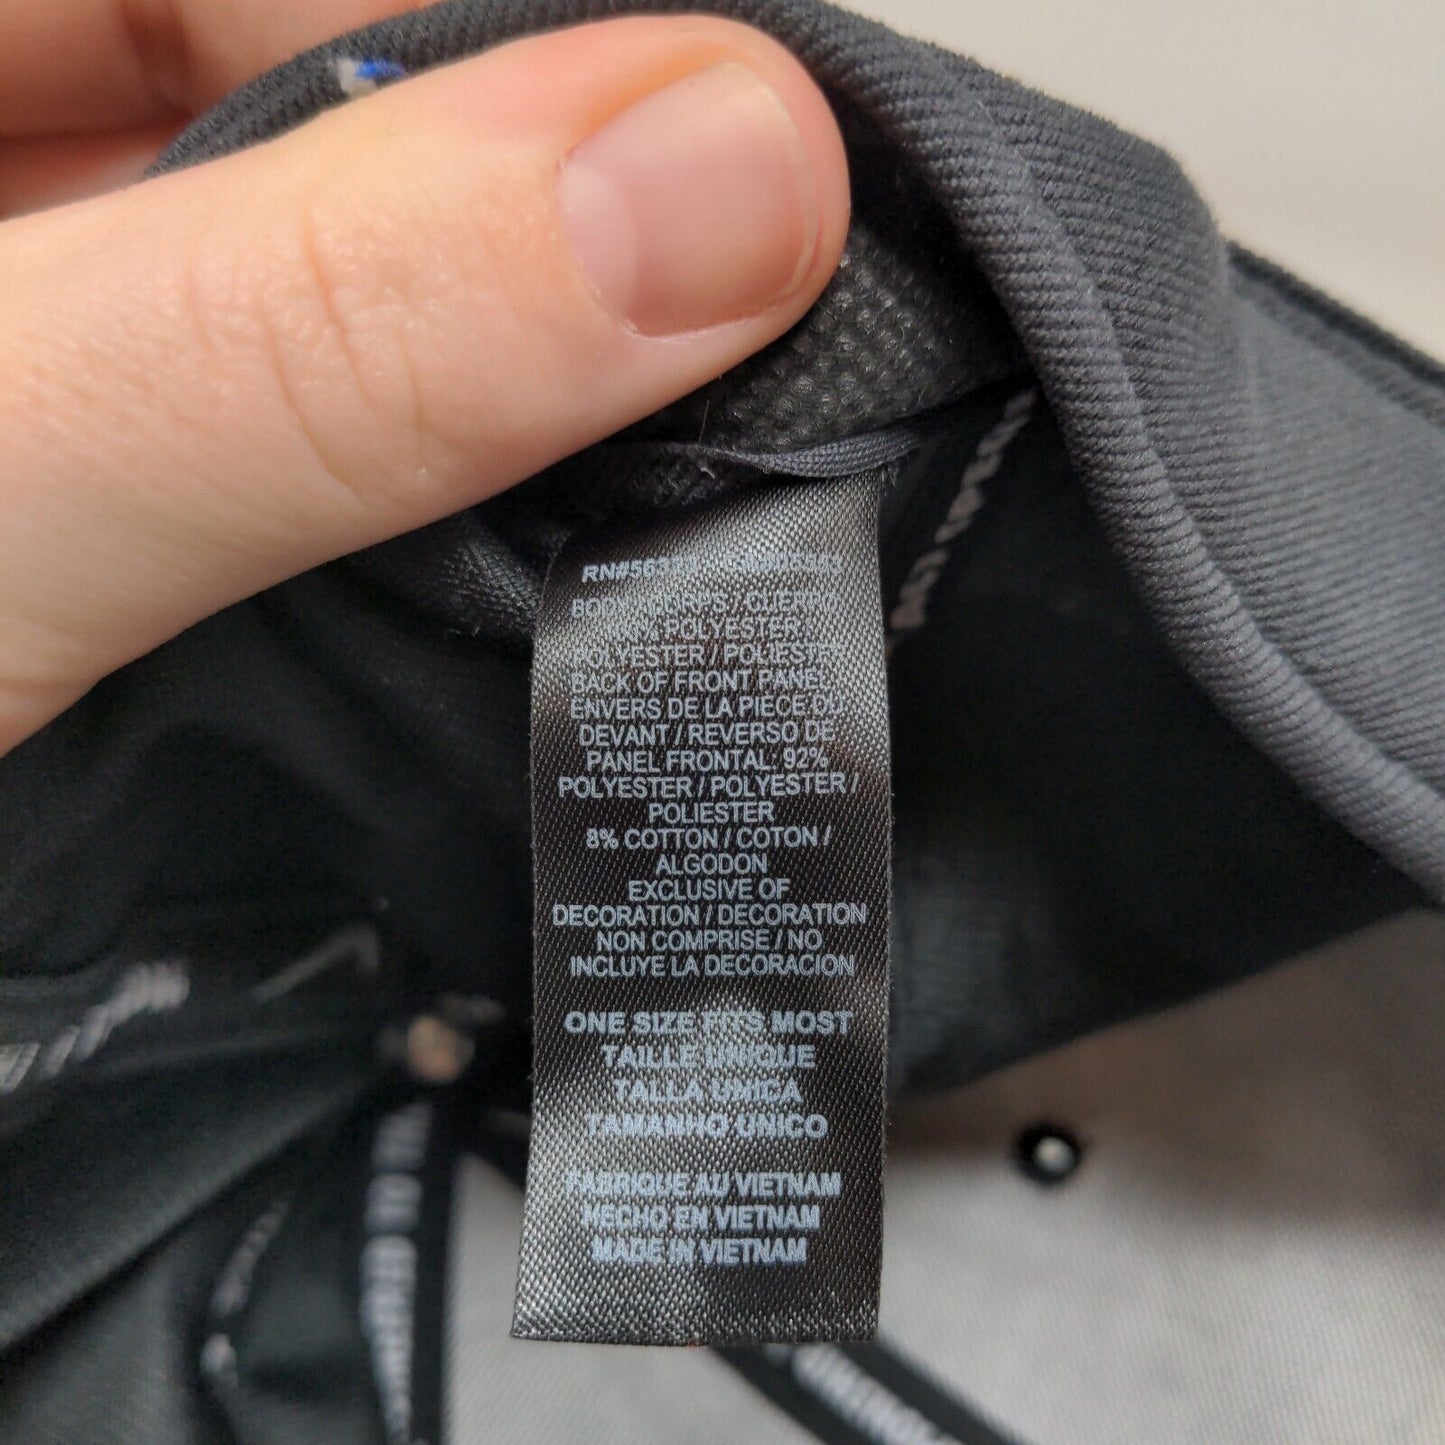 BODY / CORPS / CUERPO
POLYESTER
POLYESTER / POLIESTER
BACK OF FRONT PANEL
ENVERS DE LA PIECE DU
DEVANT / REVERSO DE
PANEL FRONTAL: 92%
POLYESTER / POLYESTER /
POLIESTER
8% COTTON / COTON /
ALGODON
EXCLUSIVE OF
DECORATION / DECORATION
NON COMPRISE / NO
INCLUYE LA DECORACION
ONE SIZE FITS MOST
TAILLE UNIQUE
TALLA UNICA
TAMANHO UNICO
FABRIQUE AU VIETNAM
HECHO EN VIETNAM
MADE IN VIETNAM